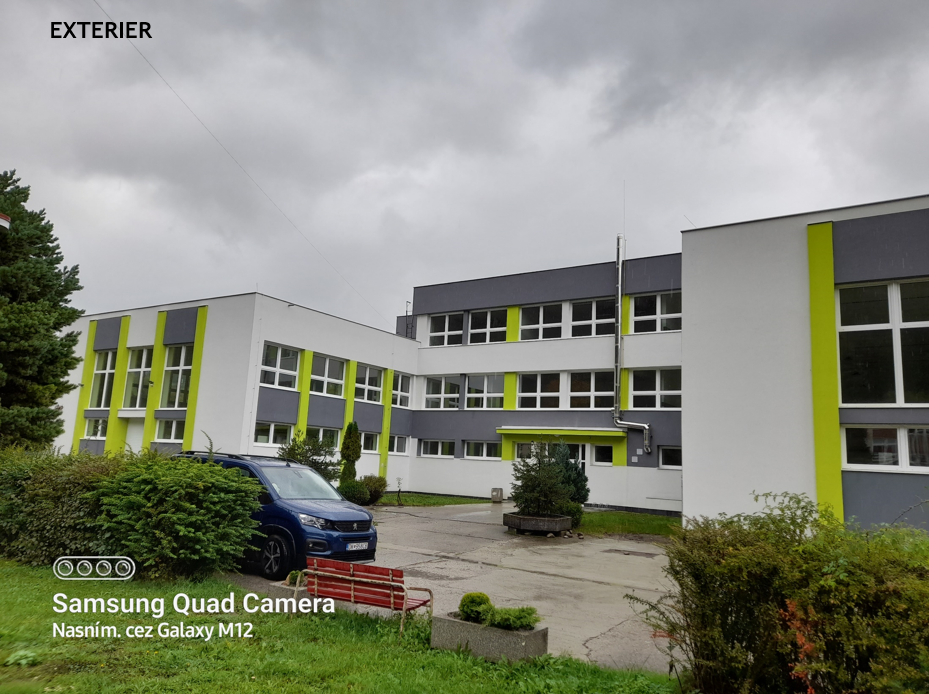 EXTERIER
Samsung Quad Camera
Nasním. cez Galaxy M12